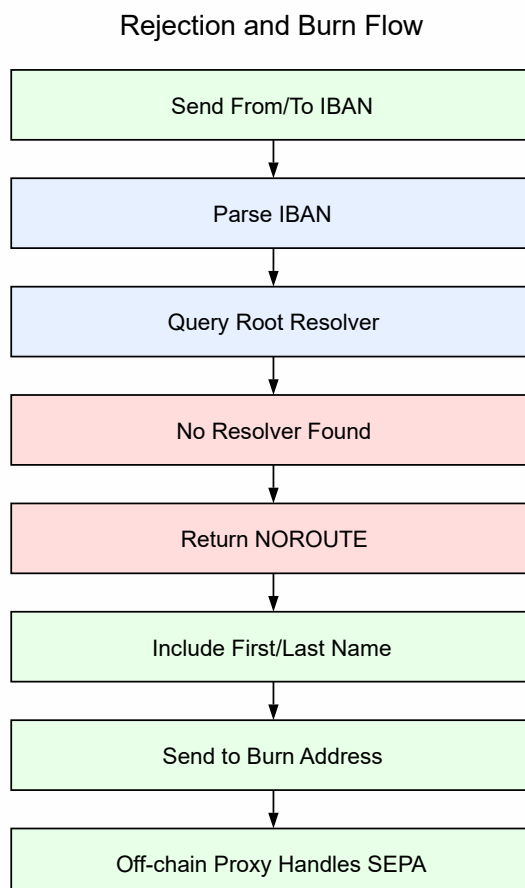 Rejection and Burn Flow
Send From/To IBAN
Parse IBAN
Query Root Resolver
No Resolver Found
Return NOROUTE
Include First/Last Name
Send to Burn Address
Off-chain Proxy Handles SEPA